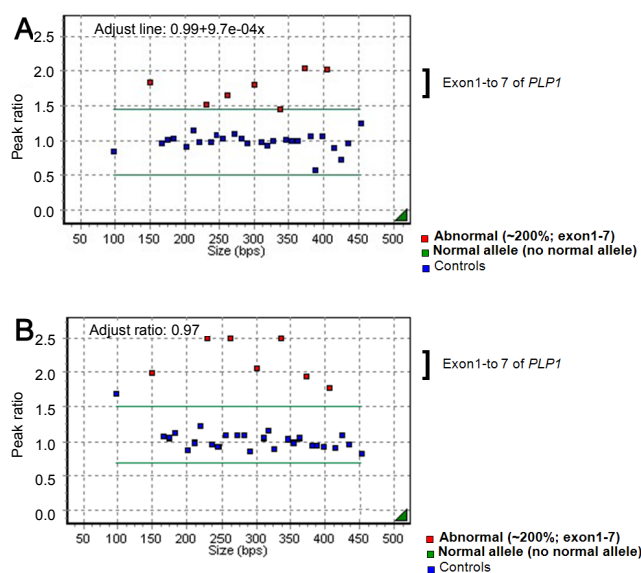 A
Adjust line: 0.99+9.7e-04x
2.5
2.0
1.5
1.0
0.5
0.0
Peak ratio
50 100 150 200 250 300 350 400 450 500
Size (bps)
Exon1-to 7 of PLP1
Abnormal (~200%; exon1-7)
Normal allele (no normal allele)
Controls
B
Adjust ratio: 0.97
2.5
2.0
1.5
1.0
0.5
0.0
Peak ratio
50 100 150 200 250 300 350 400 450 500
Size (bps)
Exon1-to 7 of PLP1
Abnormal (~200%; exon1-7)
Normal allele (no normal allele)
Controls